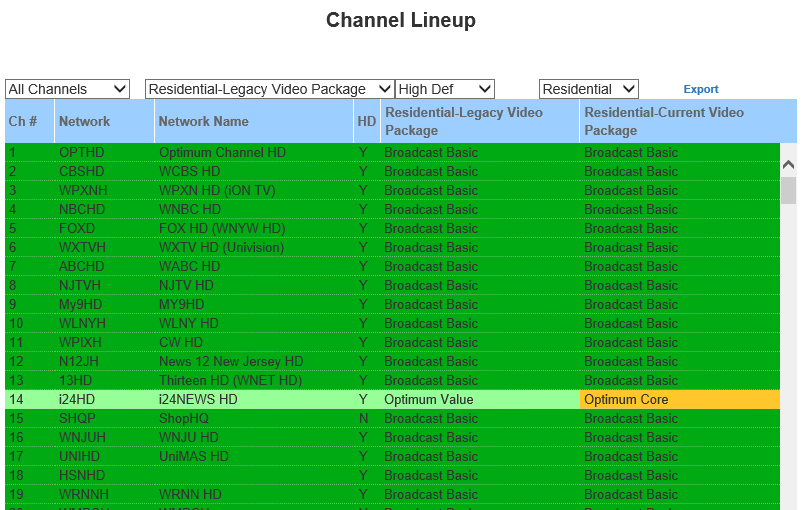 Channel Lineup
All Channels Residential-Legacy Video Package High Def Residential Export
Ch # Network Network Name HD Residential-Legacy Video Package Residential-Current Video Package
1 OPTHD Optimum Channel HD Y Broadcast Basic Broadcast Basic
2 CBSHD WCBS HD Y Broadcast Basic Broadcast Basic
3 WPXNH WPXN HD (iON TV) Y Broadcast Basic Broadcast Basic
4 NBCHD WNBC HD Y Broadcast Basic Broadcast Basic
5 FOXD FOX HD (WNYW HD) Y Broadcast Basic Broadcast Basic
6 WXTVH WXTV HD (Univision) Y Broadcast Basic Broadcast Basic
7 ABCHD WABC HD Y Broadcast Basic Broadcast Basic
8 NJTVH NJTV HD Y Broadcast Basic Broadcast Basic
9 My9HD MY9HD Y Broadcast Basic Broadcast Basic
10 WLNYH WLNY HD Y Broadcast Basic Broadcast Basic
11 WPIXH CW HD Y Broadcast Basic Broadcast Basic
12 N12JH News 12 New Jersey HD Y Broadcast Basic Broadcast Basic
13 13HD Thirteen HD (WNET HD) Y Broadcast Basic Broadcast Basic
14 i24HD i24NEWS HD Y Optimum Value Optimum Core
15 SHQP ShopHQ N Broadcast Basic Broadcast Basic
16 WNJUH WNJU HD Y Broadcast Basic Broadcast Basic
17 UNIHD UniMAS HD Y Broadcast Basic Broadcast Basic
18 HSNHD Y Broadcast Basic Broadcast Basic
19 WRNNH WRNN HD Y Broadcast Basic Broadcast Basic